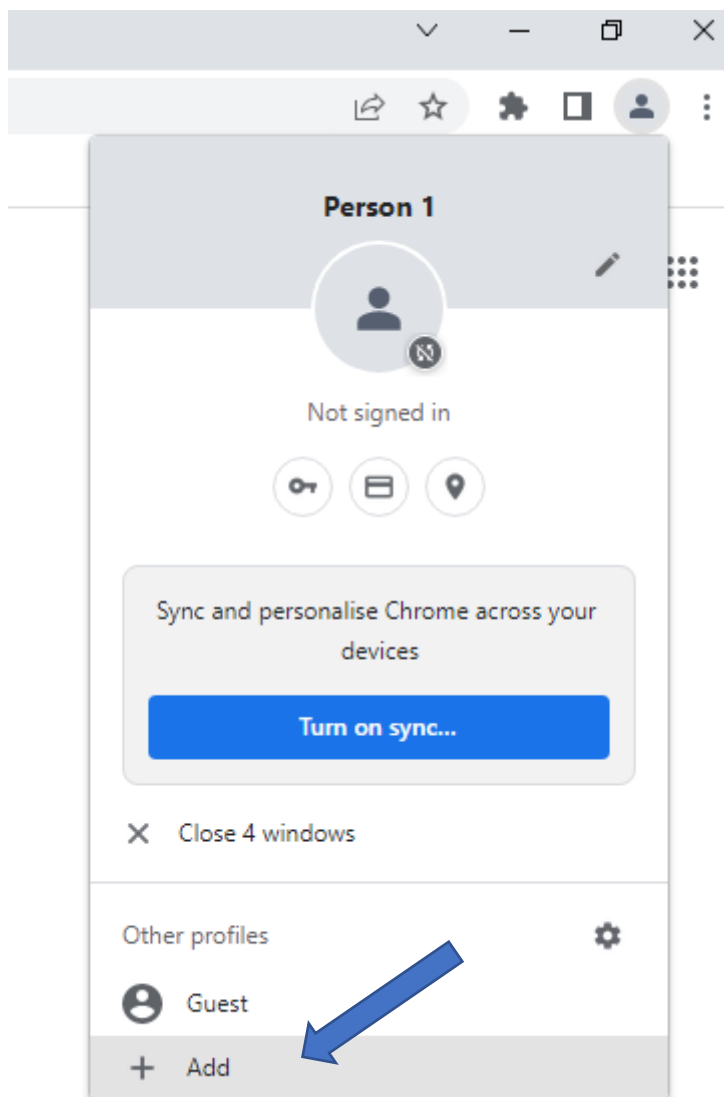 Person 1
Not signed in
Sync and personalise Chrome across your
devices
Turn on sync...
Close 4 windows
Other profiles
Guest
Add